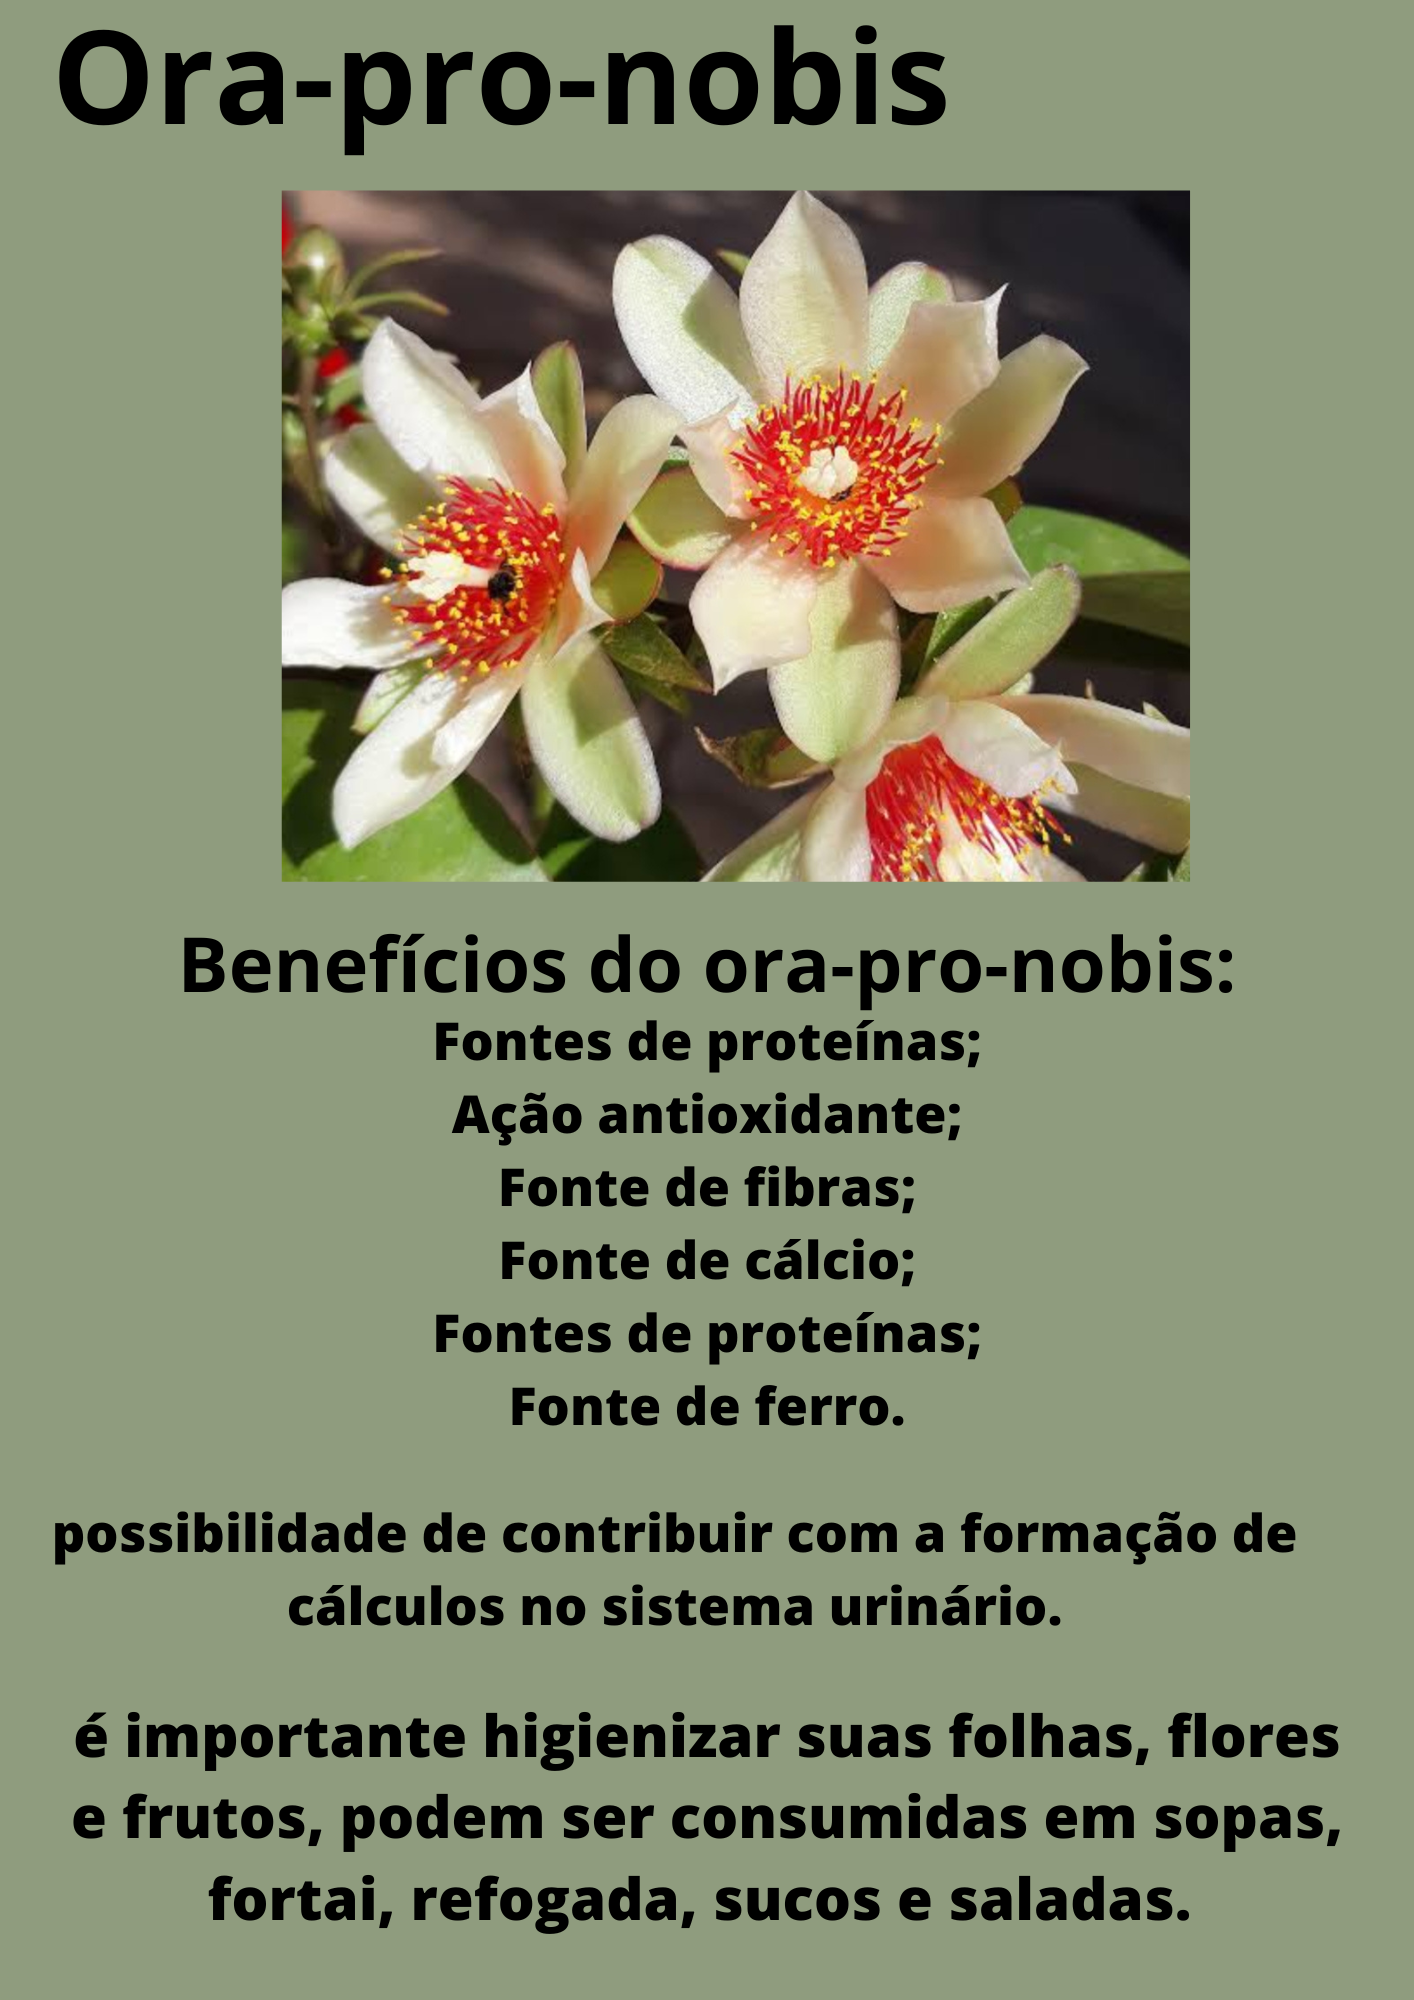 Ora-pro-nobis
Benefícios do ora-pro-nobis:
Fontes de proteínas;
Ação antioxidante;
Fonte de fibras;
Fonte de cálcio;
Fontes de proteínas;
Fonte de ferro.
possibilidade de contribuir com a formação de
cálculos no sistema urinário.
é importante higienizar suas folhas, flores
e frutos, podem ser consumidas em sopas,
fortai, refogada, sucos e saladas.